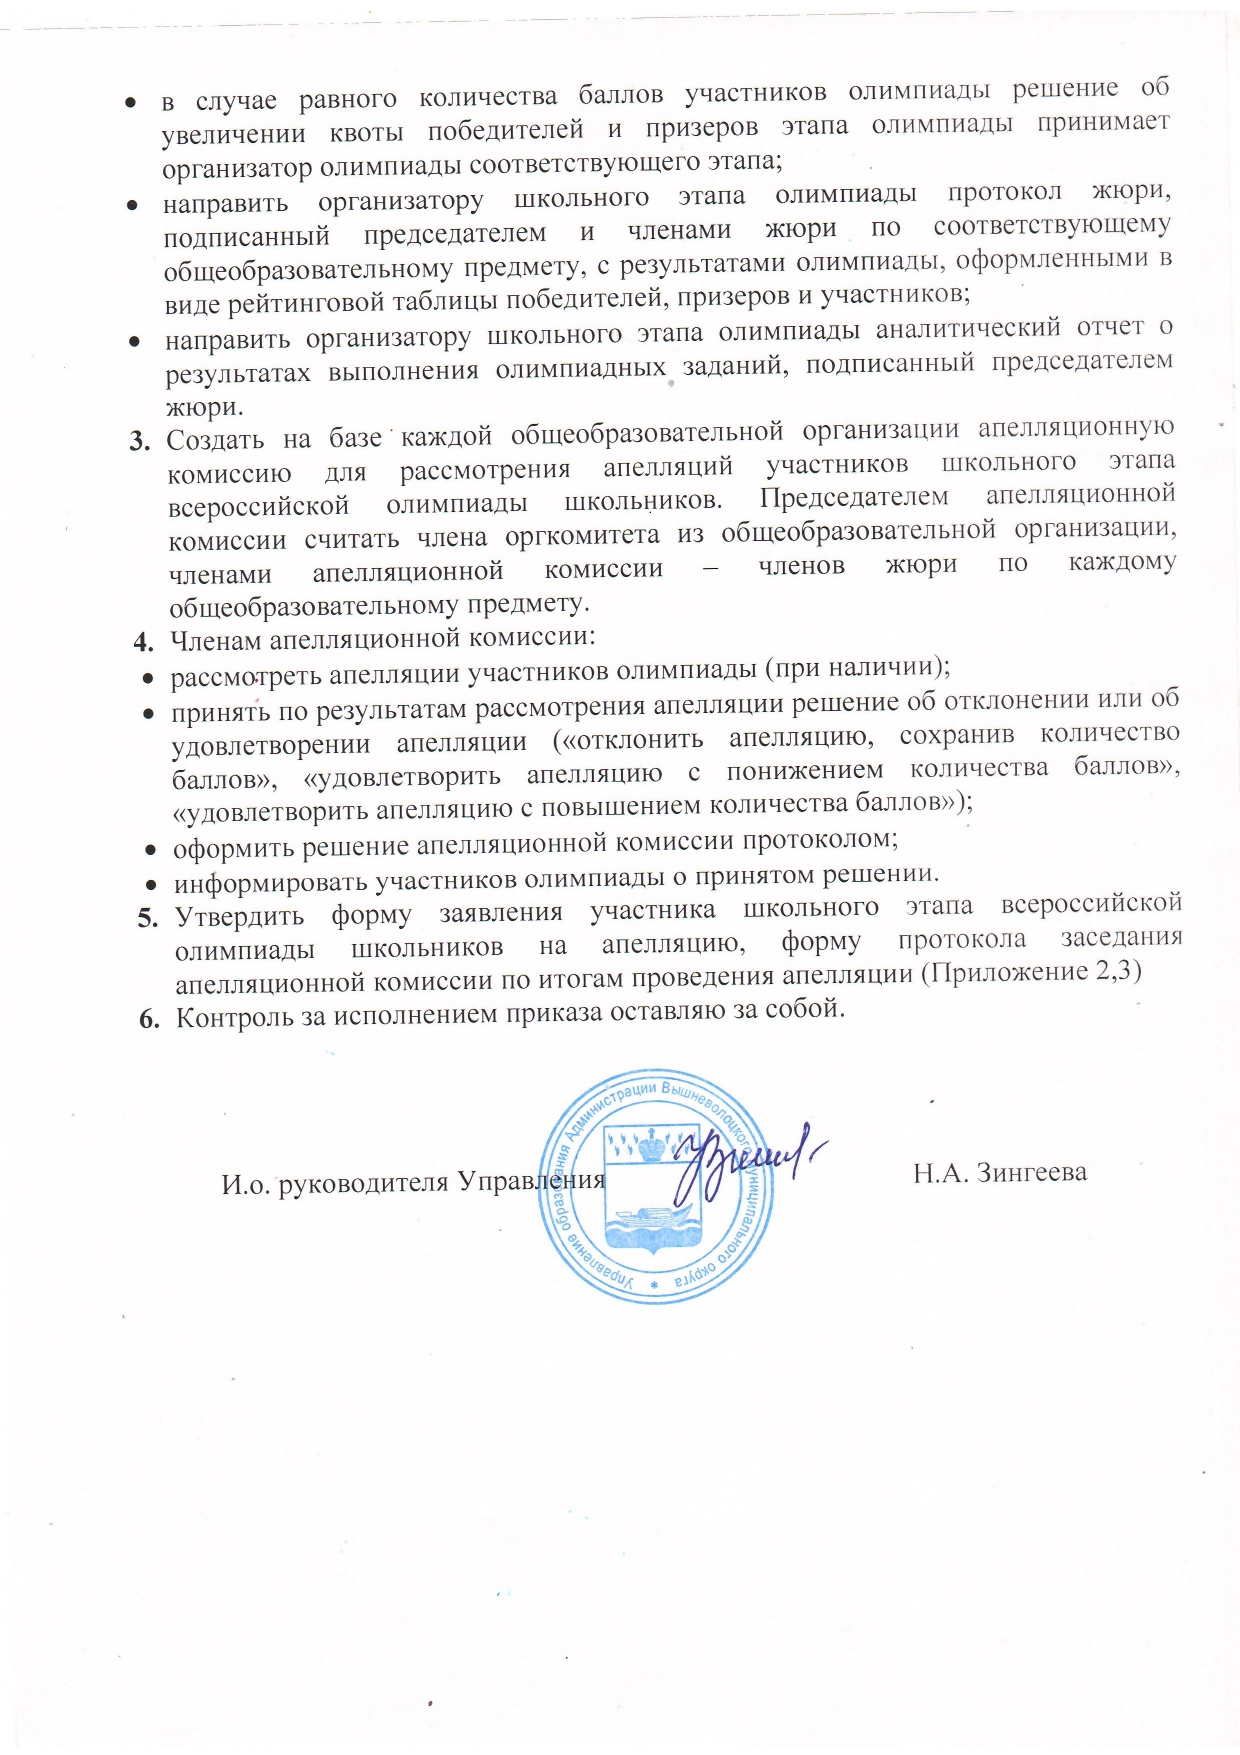 • в случае равного количества баллов участников олимпиады решение об
увеличении квоты победителей и призеров этапа олимпиады принимает
организатор олимпиады соответствующего этапа;
• направить организатору школьного этапа олимпиады протокол жюри,
подписанный председателем и членами жюри по соответствующему
общеобразовательному предмету, с результатами олимпиады, оформленными в
виде рейтинговой таблицы победителей, призеров и участников;
• направить организатору школьного этапа олимпиады аналитический отчет о
результатах выполнения олимпиадных заданий, подписанный председателем
жюри.
3. Создать на базе каждой общеобразовательной организации апелляционную
комиссию для рассмотрения апелляций участников школьного этапа
всероссийской олимпиады школьников. Председателем апелляционной
комиссии считать члена оргкомитета из общеобразовательной организации,
членами апелляционной комиссии – членов жюри по каждому
общеобразовательному предмету.
4. Членам апелляционной комиссии:
• рассмотреть апелляции участников олимпиады (при наличии);
• принять по результатам рассмотрения апелляции решение об отклонении или об
удовлетворении апелляции («отклонить апелляцию, сохранив количество
баллов», «удовлетворить апелляцию с понижением количества баллов»,
«удовлетворить апелляцию с повышением количества баллов»);
• оформить решение апелляционной комиссии протоколом;
• информировать участников олимпиады о принятом решении.
5. Утвердить форму заявления участника школьного этапа всероссийской
олимпиады школьников на апелляцию, форму протокола заседания
апелляционной комиссии по итогам проведения апелляции (Приложение 2,3)
6. Контроль за исполнением приказа оставляю за собой.
И.о. руководителя Управления Н.А. Зингеева
Управление образования Администрации Вышневолоцкого муниципального округа *